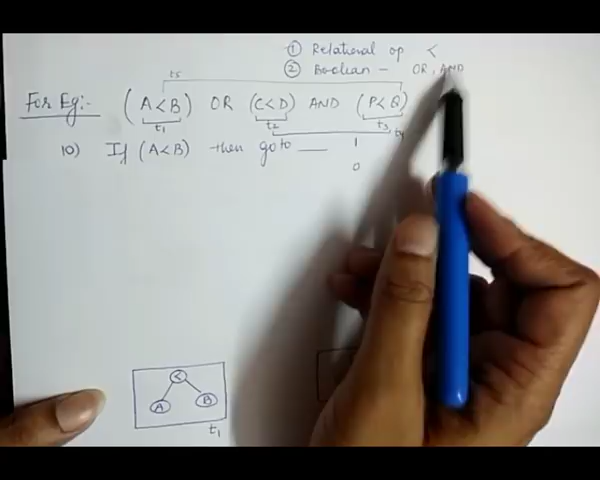 ① Relational op <
② Boolean - OR, AND
t5
For Eg:- (A<B) OR (C<D) AND (P<Q)
t1 t2 t3 t4
10) If (A<B) then goto ___ 1
0
<
A B
t1